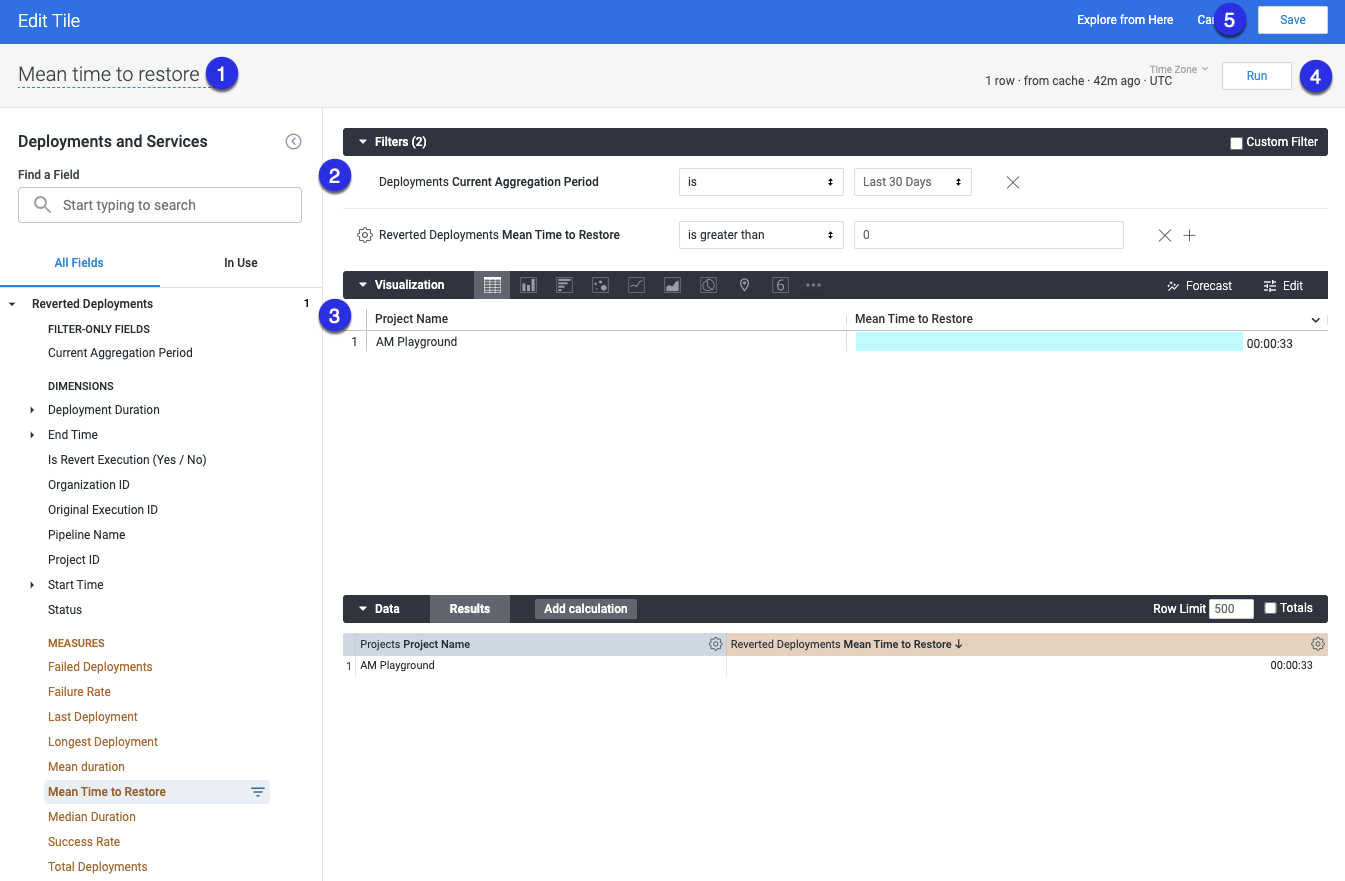 Edit Tile
Explore from Here
Can
5
Save
Mean time to restore
1
1 row · from cache · 42m ago · UTC
Time Zone
Run
4
Deployments and Services
Find a Field
Start typing to search
All Fields
In Use
Reverted Deployments
1
FILTER-ONLY FIELDS
Current Aggregation Period
DIMENSIONS
Deployment Duration
End Time
Is Revert Execution (Yes / No)
Organization ID
Original Execution ID
Pipeline Name
Project ID
Start Time
Status
MEASURES
Failed Deployments
Failure Rate
Last Deployment
Longest Deployment
Mean duration
Mean Time to Restore
Median Duration
Success Rate
Total Deployments
Filters (2)
Custom Filter
2
Deployments Current Aggregation Period
is
Last 30 Days
Reverted Deployments Mean Time to Restore
is greater than
0
Visualization
6
Forecast
Edit
3
Project Name
Mean Time to Restore
1
AM Playground
00:00:33
Data
Results
Add calculation
Row Limit
500
Totals
Projects Project Name
Reverted Deployments Mean Time to Restore
1
AM Playground
00:00:33